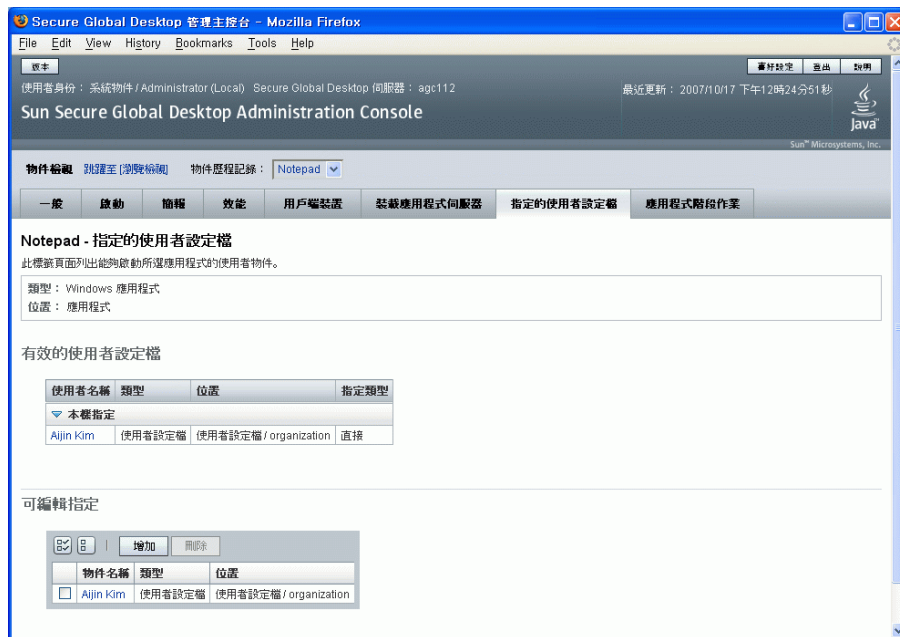 Secure Global Desktop 管理主控台 - Mozilla Firefox
File Edit View History Bookmarks Tools Help
版本 喜好設定 登出 說明
使用者身份： 系統物件 / Administrator (Local) Secure Global Desktop 伺服器： agc112 最近更新： 2007/10/17 下午12時24分51秒
Sun Secure Global Desktop Administration Console
Java
Sun™ Microsystems, Inc.
物件檢視 跳躍至 [瀏覽檢視] 物件歷程記錄： Notepad
一般 啟動 簡報 效能 用戶端裝置 裝載應用程式伺服器 指定的使用者設定檔 應用程式階段作業
Notepad - 指定的使用者設定檔
此標籤頁面列出能夠啟動所選應用程式的使用者物件。
類型： Windows 應用程式
位置： 應用程式
有效的使用者設定檔
使用者名稱 類型 位置 指定類型
本機指定
Aijin Kim 使用者設定檔 使用者設定檔 / organization 直接
可編輯指定
增加 刪除
物件名稱 類型 位置
Aijin Kim 使用者設定檔 使用者設定檔 / organization